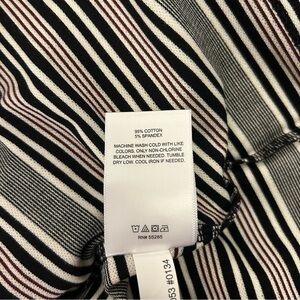 95% COTTON
5% SPANDEX
MACHINE WASH COLD WITH LIKE
COLORS. ONLY NON-CHLORINE
BLEACH WHEN NEEDED. TUMBLE
DRY LOW. COOL IRON IF NEEDED.
RN# 55285
053 #0134